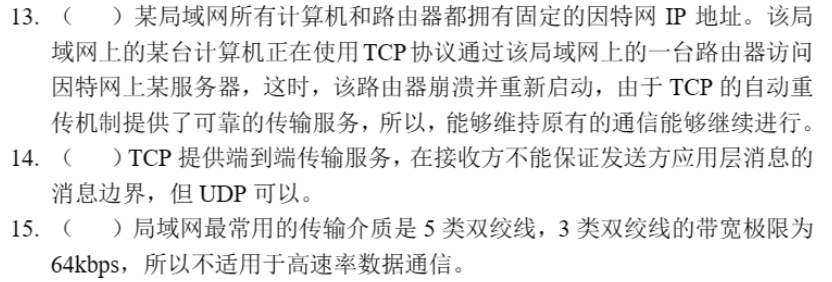 13. （　　）某局域网所有计算机和路由器都拥有固定的因特网 IP 地址。该局
域网上的某台计算机正在使用 TCP 协议通过该局域网上的一台路由器访问
因特网上某服务器，这时，该路由器崩溃并重新启动，由于 TCP 的自动重
传机制提供了可靠的传输服务，所以，能够维持原有的通信能够继续进行。
14. （　　）TCP 提供端到端传输服务，在接收方不能保证发送方应用层消息的
消息边界，但 UDP 可以。
15. （　　）局域网最常用的传输介质是 5 类双绞线，3 类双绞线的带宽极限为
64kbps，所以不适用于高速率数据通信。